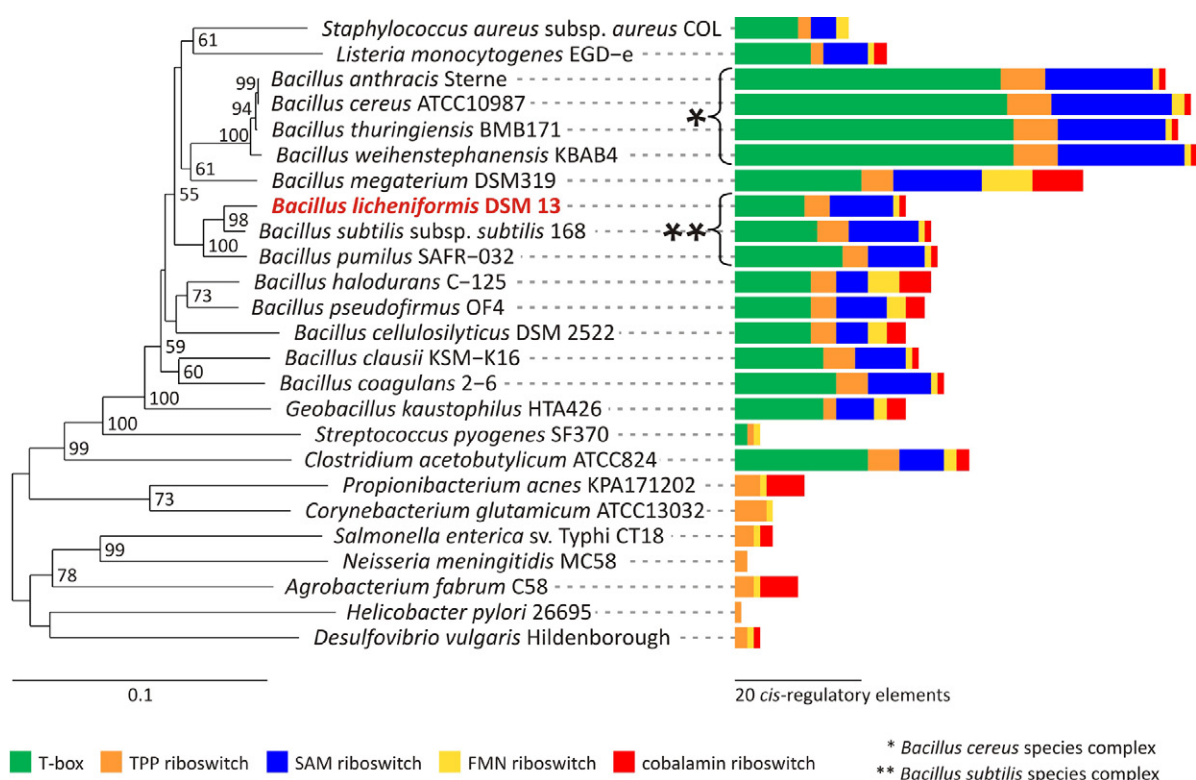 Staphylococcus aureus subsp. aureus COL
61
Listeria monocytogenes EGD−e
Bacillus anthracis Sterne
99
Bacillus cereus ATCC10987
94
*
Bacillus thuringiensis BMB171
100
Bacillus weihenstephanensis KBAB4
61
Bacillus megaterium DSM319
55
Bacillus licheniformis DSM 13
98
Bacillus subtilis subsp. subtilis 168
**
100
Bacillus pumilus SAFR−032
Bacillus halodurans C−125
73
Bacillus pseudofirmus OF4
Bacillus cellulosilyticus DSM 2522
59
Bacillus clausii KSM−K16
60
Bacillus coagulans 2−6
100
Geobacillus kaustophilus HTA426
100
Streptococcus pyogenes SF370
99
Clostridium acetobutylicum ATCC824
Propionibacterium acnes KPA171202
73
Corynebacterium glutamicum ATCC13032
Salmonella enterica sv. Typhi CT18
99
Neisseria meningitidis MC58
78
Agrobacterium fabrum C58
Helicobacter pylori 26695
Desulfovibrio vulgaris Hildenborough
0.1
20 cis-regulatory elements
T-box TPP riboswitch SAM riboswitch FMN riboswitch cobalamin riboswitch
* Bacillus cereus species complex
** Bacillus subtilis species complex